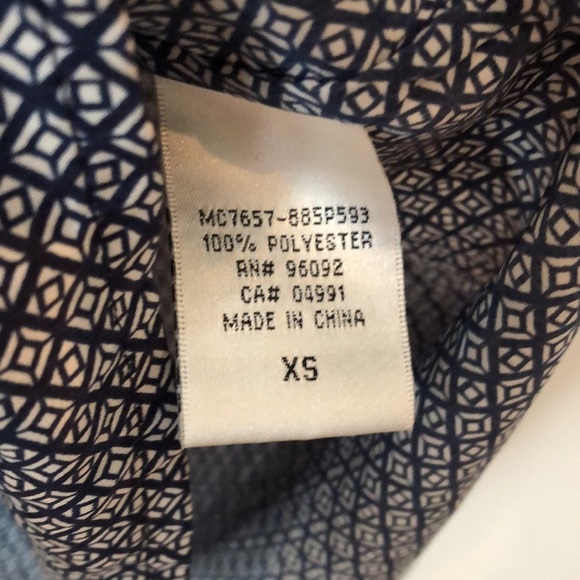 MC7657-885P593
100% POLYESTER
RN# 96092
CA# 04991
MADE IN CHINA
XS